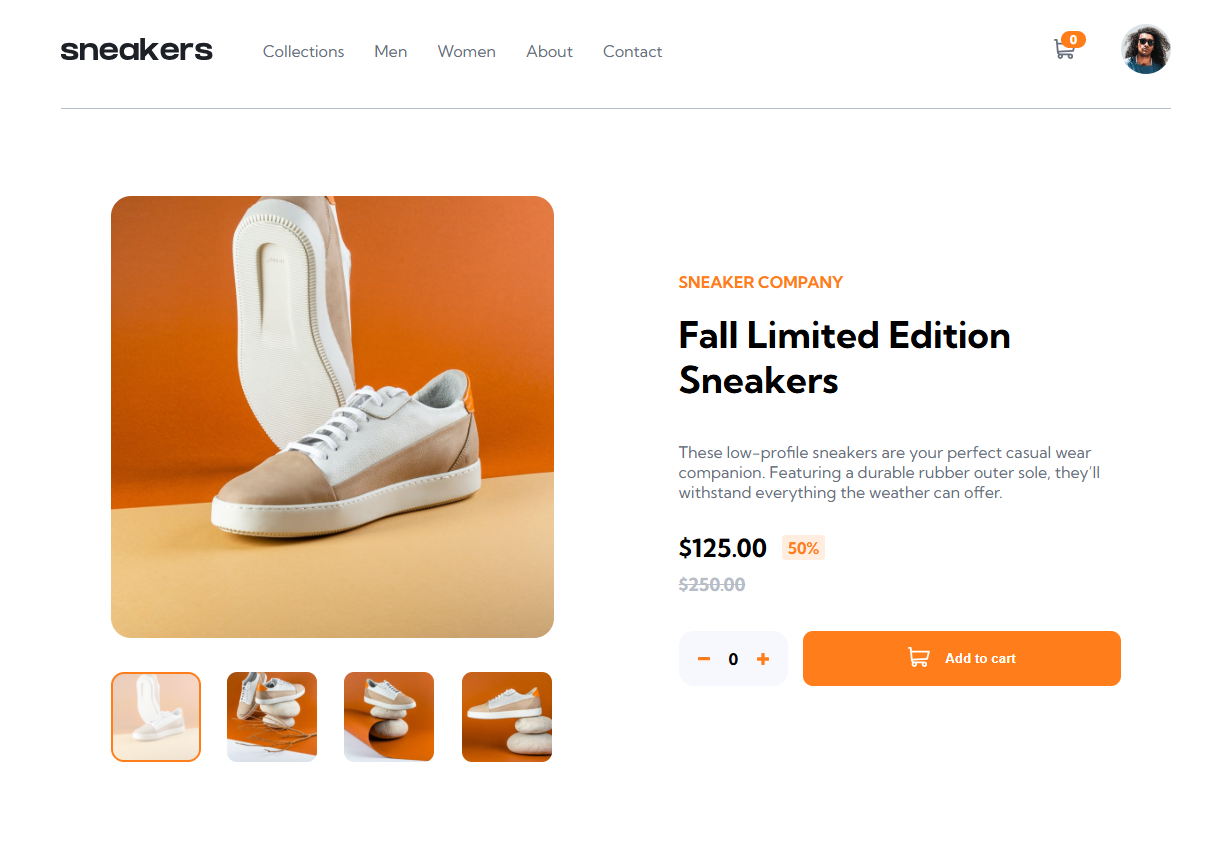 sneakers
Collections
Men
Women
About
Contact
0
SNEAKER COMPANY
Fall Limited Edition
Sneakers
These low-profile sneakers are your perfect casual wear
companion. Featuring a durable rubber outer sole, they’ll
withstand everything the weather can offer.
$125.00 50%
$250.00
0
Add to cart